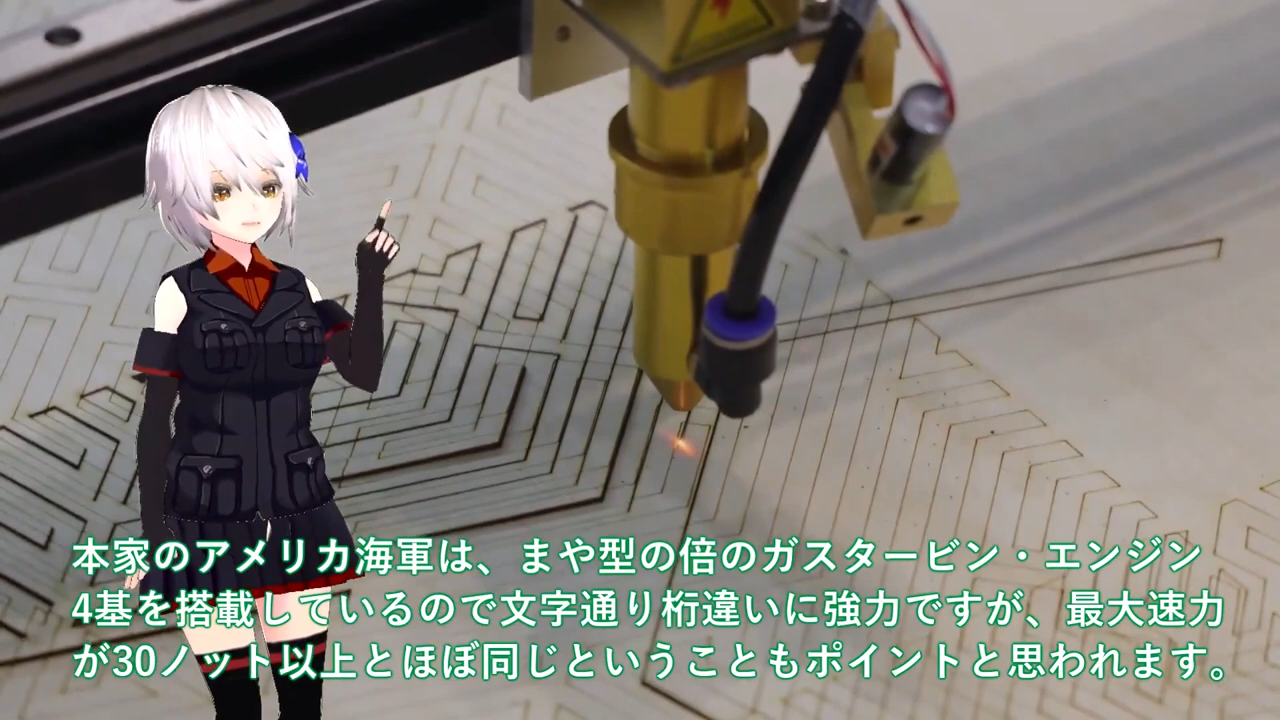 本家のアメリカ海軍は、まや型の倍のガスタービン・エンジン
4基を搭載しているので文字通り桁違いに強力ですが、最大速力
が30ノット以上とほぼ同じということもポイントと思われます。